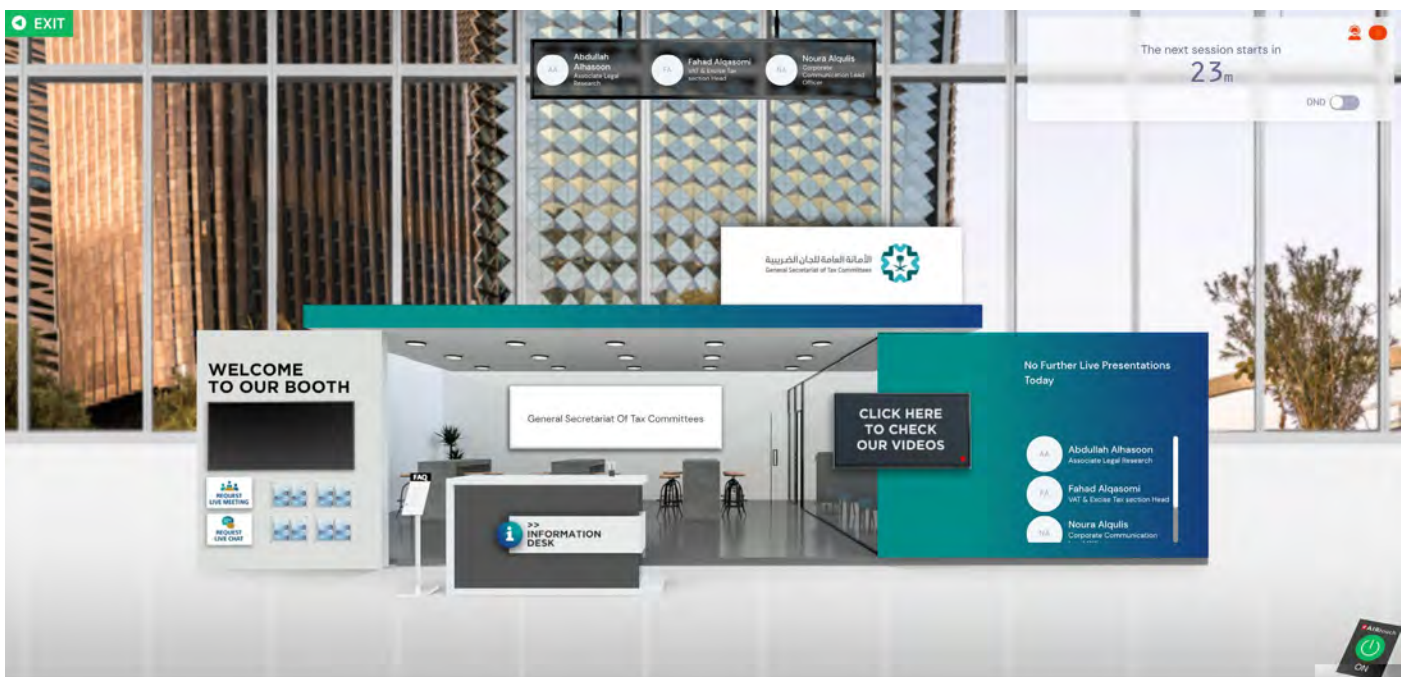 EXIT
AA
Abdullah
Alhasoon
Associate Legal
Research
FA
Fahad Alqasomi
VAT & Excise Tax
section Head
NA
Noura Alqulis
Corporate
Communication Lead
Officer
The next session starts in
23m
DND
الأمانة العامة للجان الضريبية
General Secretariat of Tax Committees
WELCOME
TO OUR BOOTH
REQUEST
LIVE MEETING
REQUEST
LIVE CHAT
General Secretariat Of Tax Committees
FAQ
>>
INFORMATION
DESK
i
CLICK HERE
TO CHECK
OUR VIDEOS
No Further Live Presentations
Today
AA
Abdullah Alhasoon
Associate Legal Research
FA
Fahad Alqasomi
VAT & Excise Tax section Head
NA
Noura Alqulis
Corporate Communication
ON